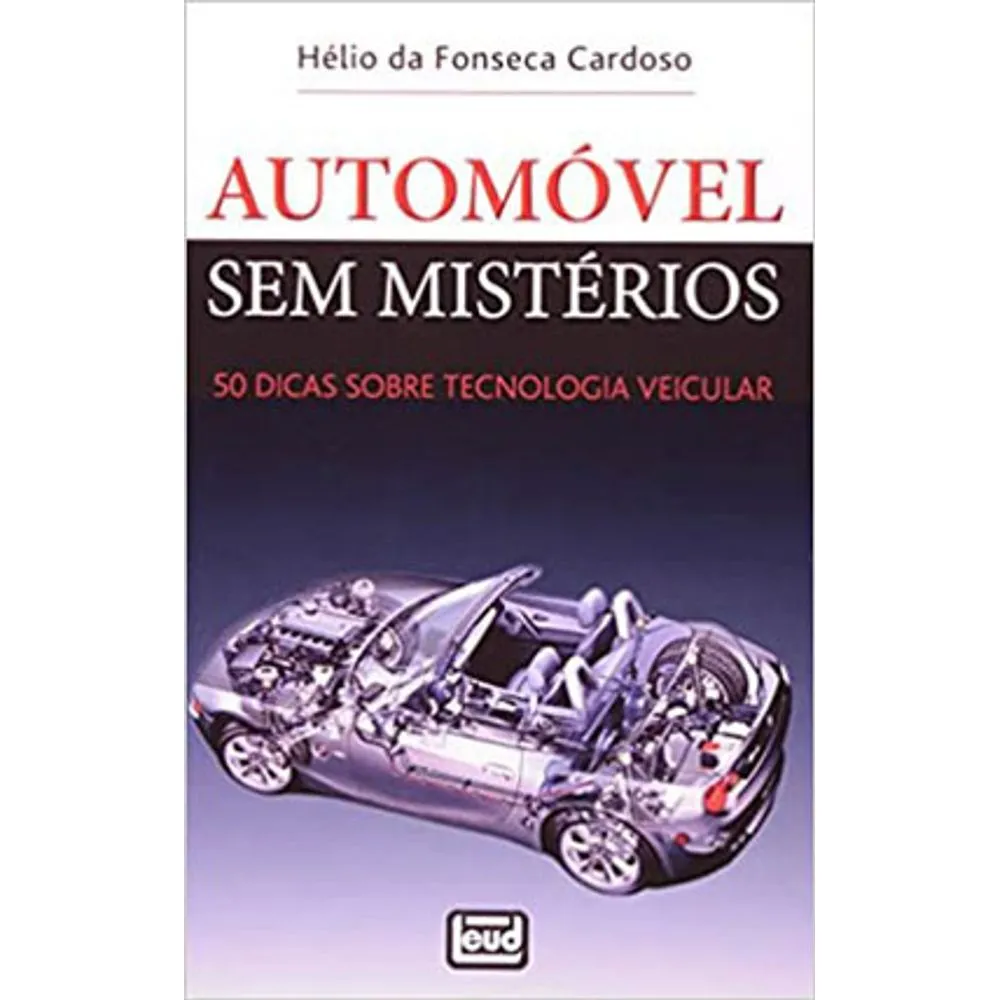 Hélio da Fonseca Cardoso
AUTOMÓVEL
SEM MISTÉRIOS
50 DICAS SOBRE TECNOLOGIA VEICULAR
Leud